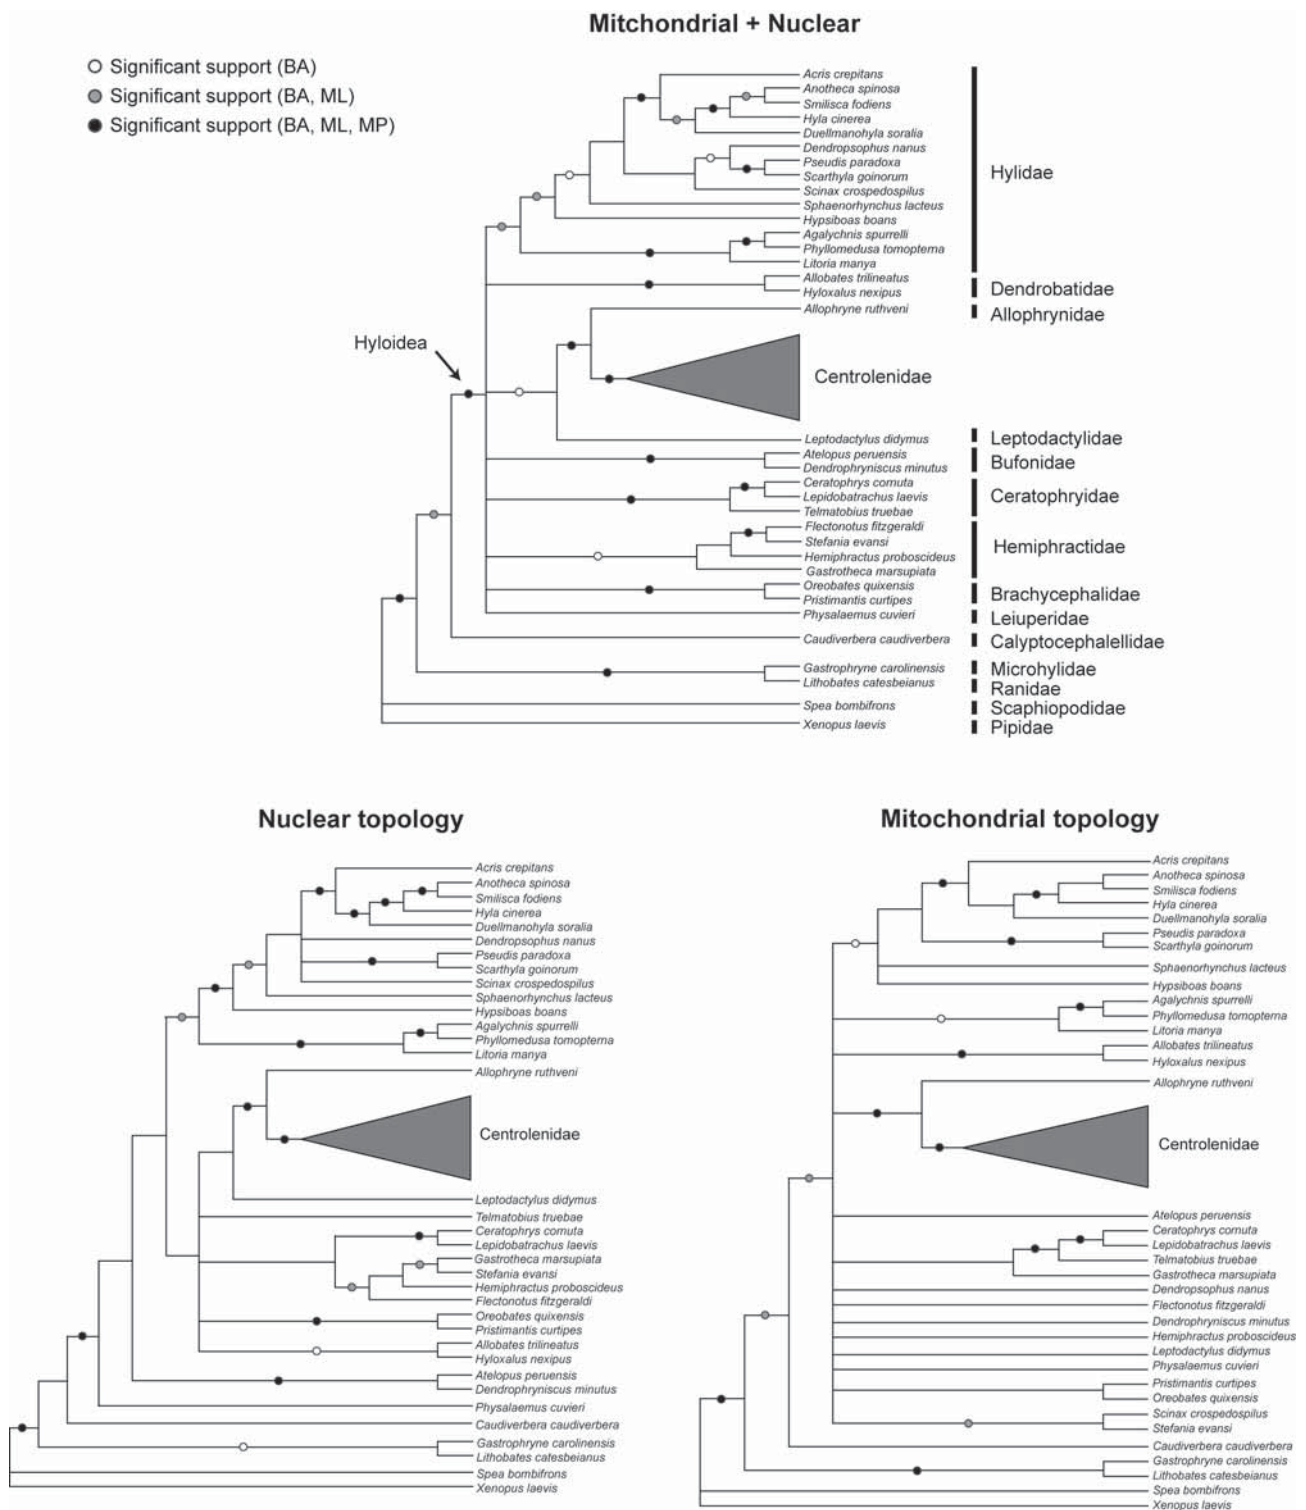 Mitchondrial + Nuclear
Significant support (BA)
Significant support (BA, ML)
Significant support (BA, ML, MP)
Acris crepitans
Anotheca spinosa
Smilisca fodiens
Hyla cinerea
Duellmanohyla soralia
Dendropsophus nanus
Pseudis paradoxa
Scarthyla goinorum
Scinax crospedospilus
Sphaenorhynchus lacteus
Hypsiboas boans
Agalychnis spurrelli
Phyllomedusa tomopterna
Litoria manya
Allobates trilineatus
Hyloxalus nexipus
Allophryne ruthveni
Hylidae
Dendrobatidae
Allophrynidae
Hyloidea
Centrolenidae
Leptodactylus didymus
Atelopus peruensis
Dendrophryniscus minutus
Ceratophrys cornuta
Lepidobatrachus laevis
Telmatobius truebae
Flectonotus fitzgeraldi
Stefania evansi
Hemiphractus proboscideus
Gastrotheca marsupiata
Oreobates quixensis
Pristimantis curtipes
Physalaemus cuvieri
Caudiverbera caudiverbera
Gastrophryne carolinensis
Lithobates catesbeianus
Spea bombifrons
Xenopus laevis
Leptodactylidae
Bufonidae
Ceratophryidae
Hemiphractidae
Brachycephalidae
Leiuperidae
Calyptocephalellidae
Microhylidae
Ranidae
Scaphiopodidae
Pipidae
Nuclear topology
Acris crepitans
Anotheca spinosa
Smilisca fodiens
Hyla cinerea
Duellmanohyla soralia
Dendropsophus nanus
Pseudis paradoxa
Scarthyla goinorum
Scinax crospedospilus
Sphaenorhynchus lacteus
Hypsiboas boans
Agalychnis spurrelli
Phyllomedusa tomopterna
Litoria manya
Allophryne ruthveni
Centrolenidae
Leptodactylus didymus
Telmatobius truebae
Ceratophrys cornuta
Lepidobatrachus laevis
Gastrotheca marsupiata
Stefania evansi
Hemiphractus proboscideus
Flectonotus fitzgeraldi
Oreobates quixensis
Pristimantis curtipes
Allobates trilineatus
Hyloxalus nexipus
Atelopus peruensis
Dendrophryniscus minutus
Physalaemus cuvieri
Caudiverbera caudiverbera
Gastrophryne carolinensis
Lithobates catesbeianus
Spea bombifrons
Xenopus laevis
Mitochondrial topology
Acris crepitans
Anotheca spinosa
Smilisca fodiens
Hyla cinerea
Duellmanohyla soralia
Pseudis paradoxa
Scarthyla goinorum
Sphaenorhynchus lacteus
Hypsiboas boans
Agalychnis spurrelli
Phyllomedusa tomopterna
Litoria manya
Allobates trilineatus
Hyloxalus nexipus
Allophryne ruthveni
Centrolenidae
Atelopus peruensis
Ceratophrys cornuta
Lepidobatrachus laevis
Telmatobius truebae
Gastrotheca marsupiata
Dendropsophus nanus
Flectonotus fitzgeraldi
Dendrophryniscus minutus
Hemiphractus proboscideus
Leptodactylus didymus
Physalaemus cuvieri
Pristimantis curtipes
Oreobates quixensis
Scinax crospedospilus
Stefania evansi
Caudiverbera caudiverbera
Gastrophryne carolinensis
Lithobates catesbeianus
Spea bombifrons
Xenopus laevis